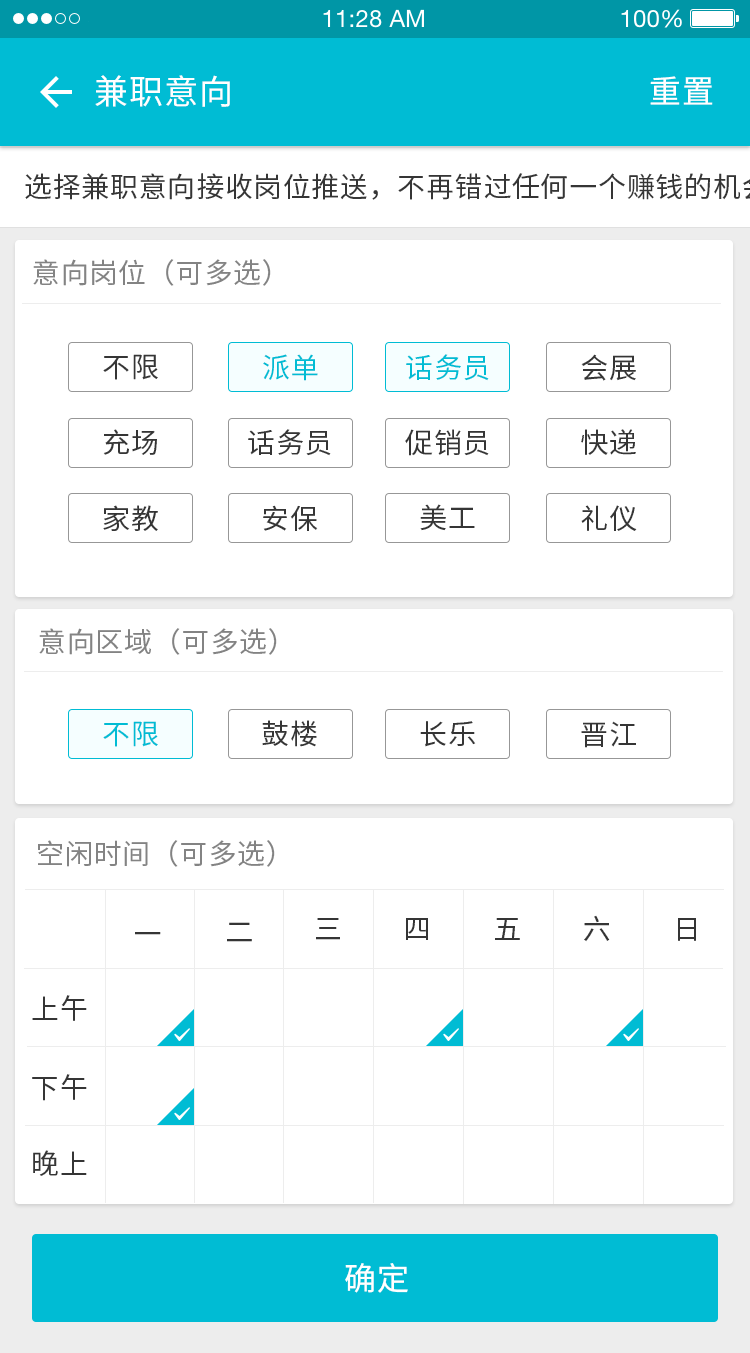 11:28 AM 100%
兼职意向 重置
选择兼职意向接收岗位推送，不再错过任何一个赚钱的机
意向岗位（可多选）
不限 派单 话务员 会展
充场 话务员 促销员 快递
家教 安保 美工 礼仪
意向区域（可多选）
不限 鼓楼 长乐 晋江
空闲时间（可多选）
一 二 三 四 五 六 日
上午
下午
晚上
确定